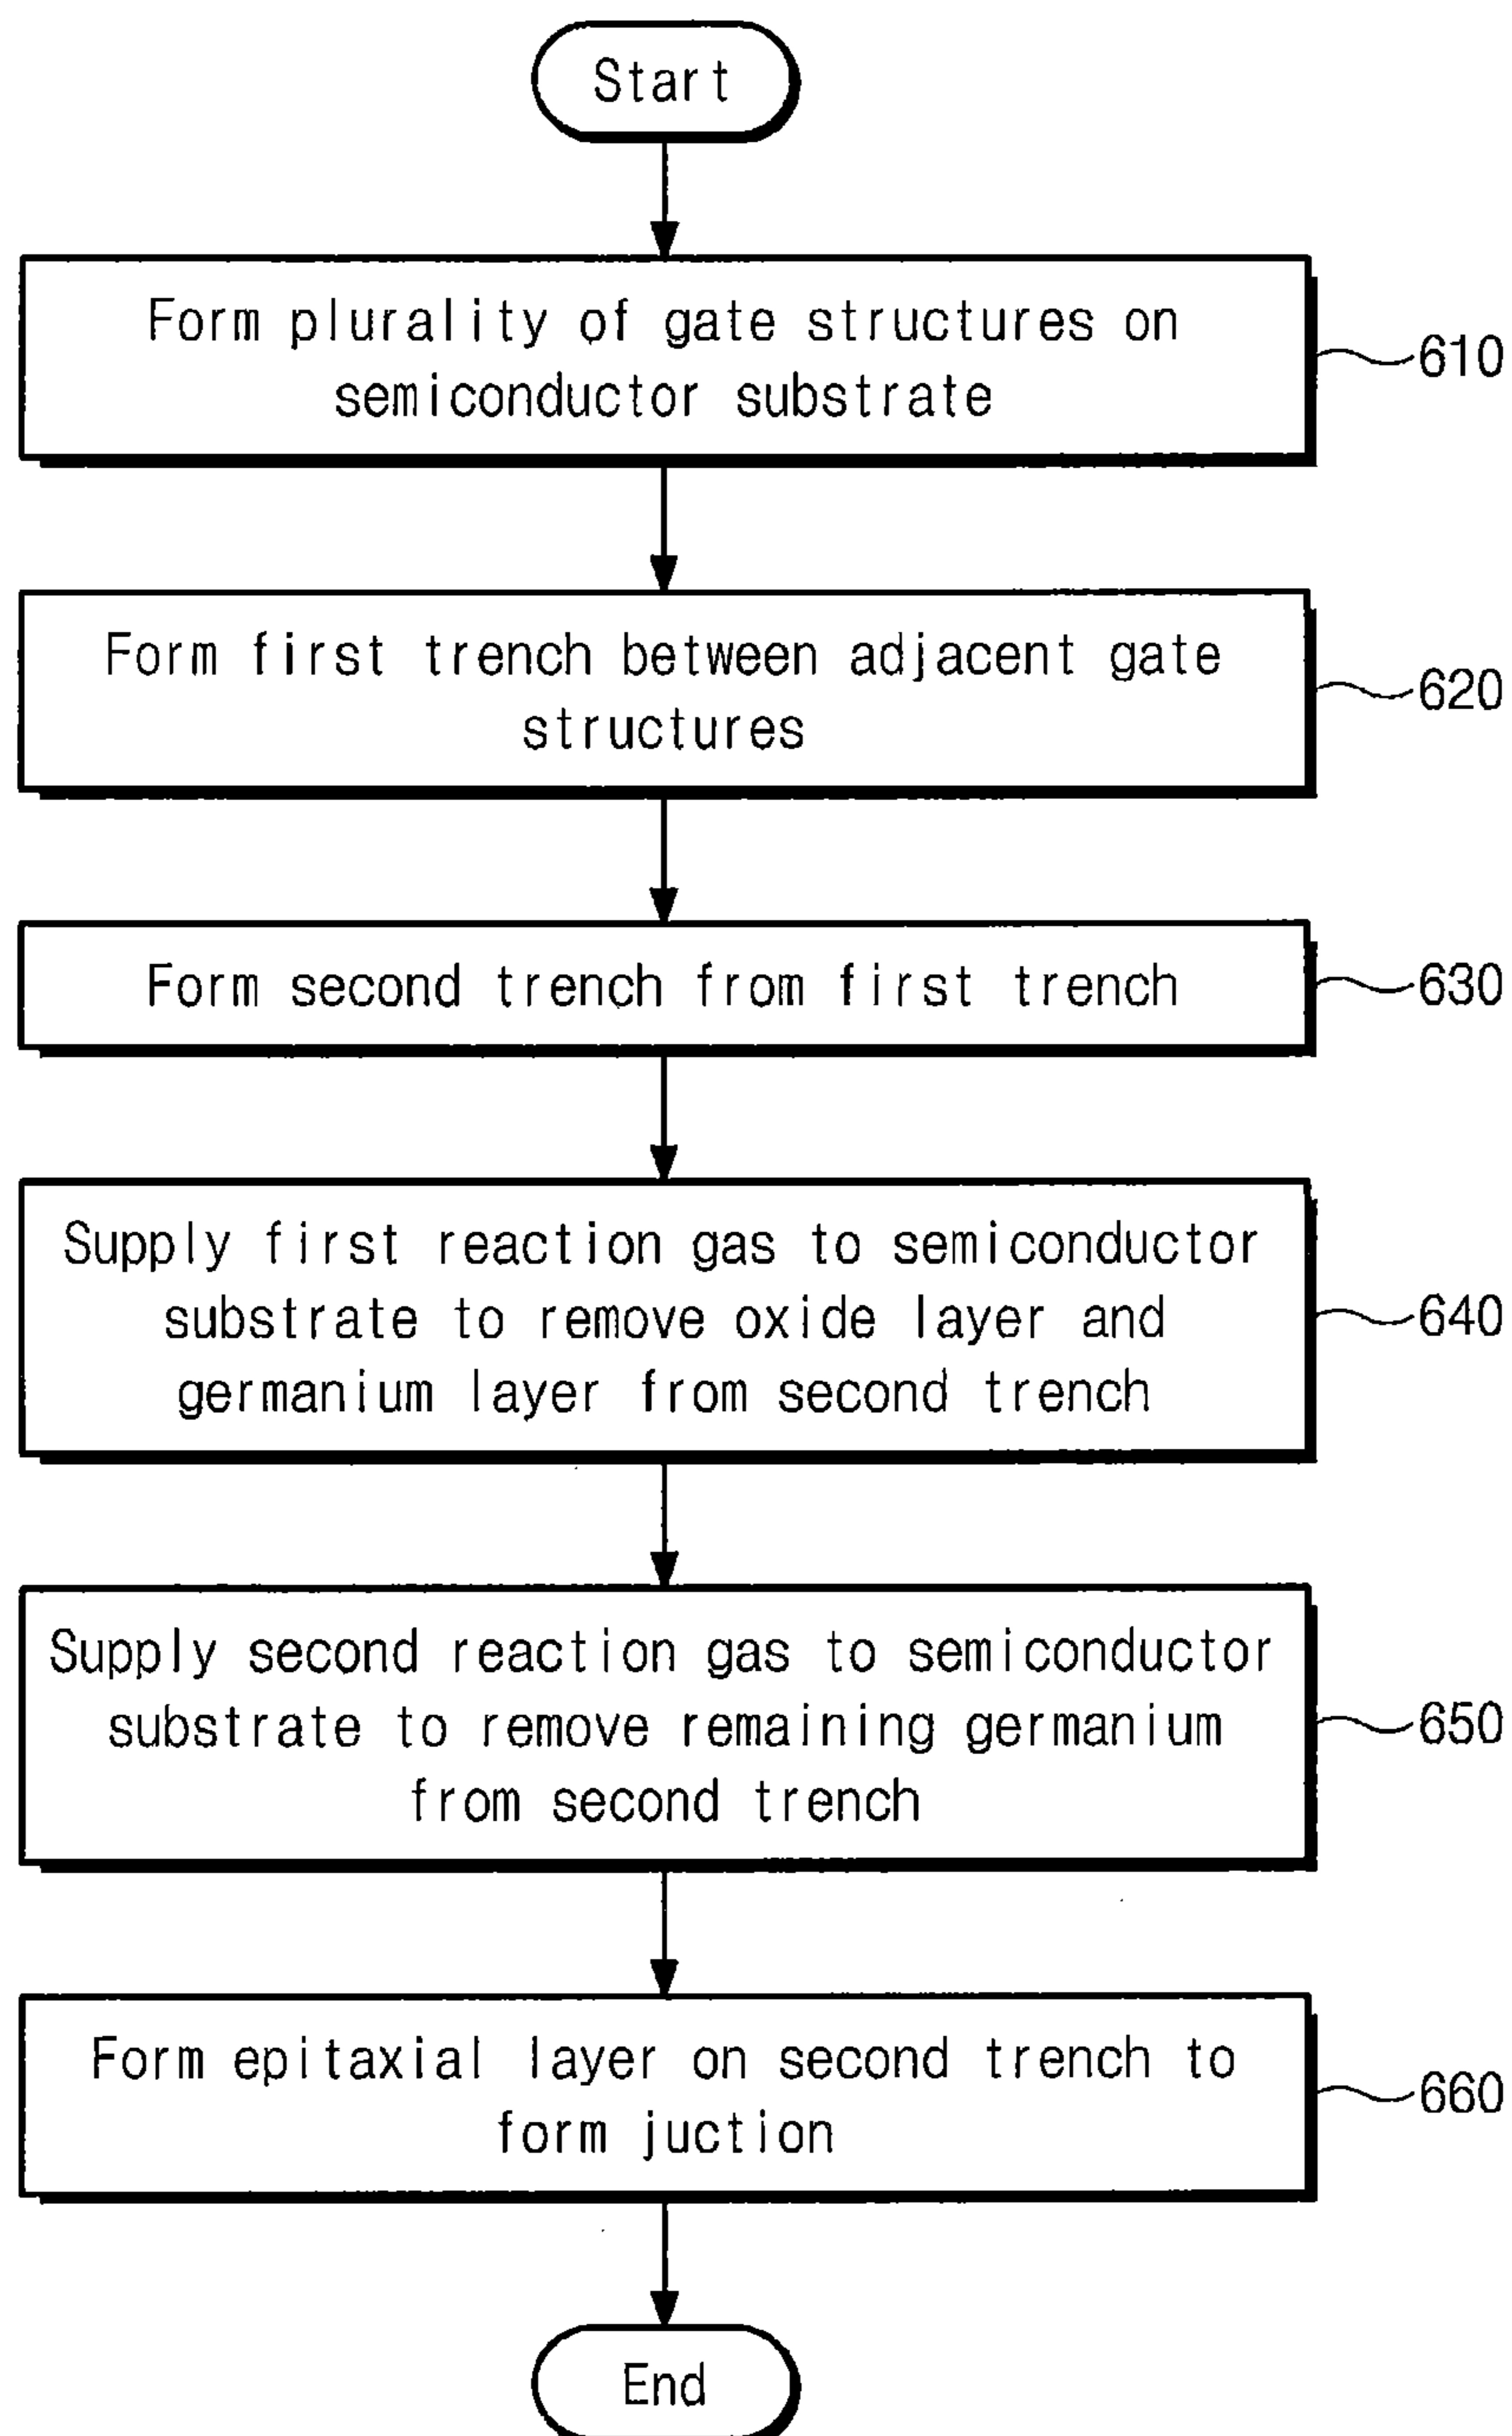 Start
Form plurality of gate structures on
semiconductor substrate
610
Form first trench between adjacent gate
structures
620
Form second trench from first trench
630
Supply first reaction gas to semiconductor
substrate to remove oxide layer and
germanium layer from second trench
640
Supply second reaction gas to semiconductor
substrate to remove remaining germanium
from second trench
650
Form epitaxial layer on second trench to
form juction
660
End